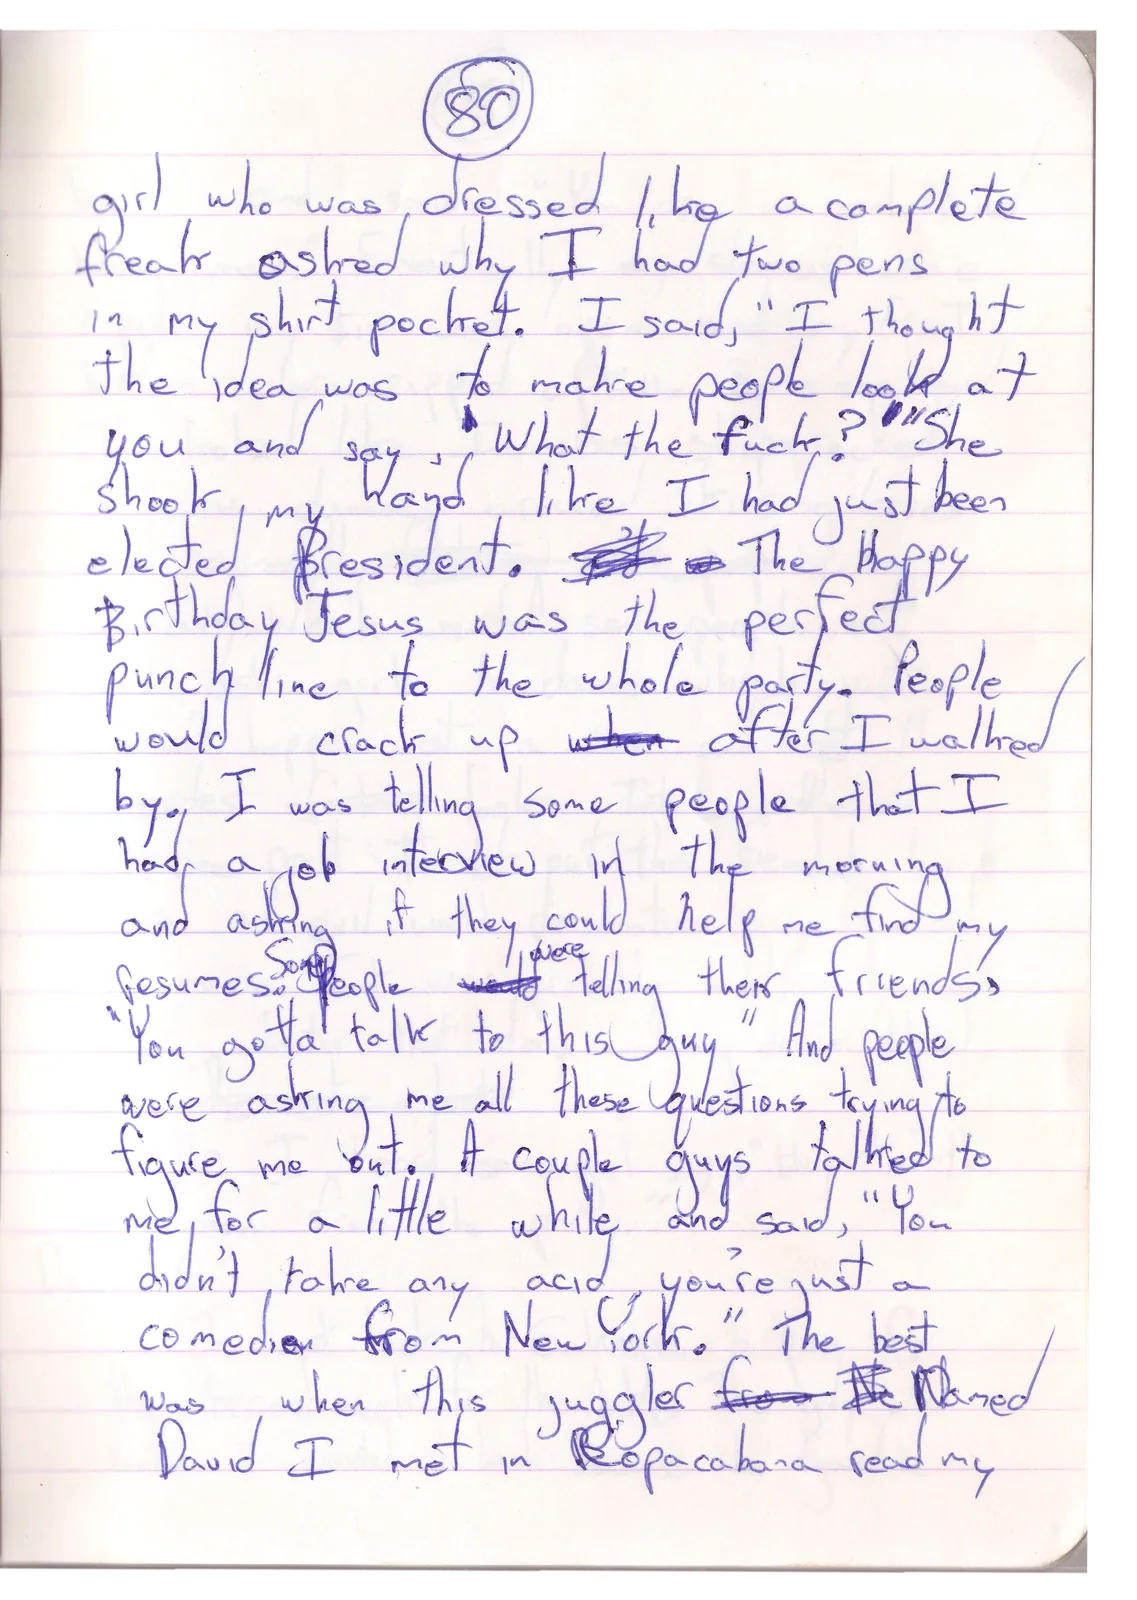 80
girl who was dressed like a complete
freak asked why I had two pens
in my shirt pocket. I said, "I thought
the idea was to make people look at
you and say, 'What the fuck?'" She
shook my hand like I had just been
elected President. The Happy
Birthday Jesus was the perfect
punch line to the whole party. People
would crack up when after I walked
by. I was telling some people that I
had a job interview in the morning
and asking if they could help me find my
resumes. Some People were telling their friends,
"You gotta talk to this guy" And people
were asking me all these questions trying to
figure me out. A couple guys talked to
me for a little while and said, "You
didn't take any acid, you're just a
comedian from New York." The best
was when this juggler from Named
David I met in Copacabana read my